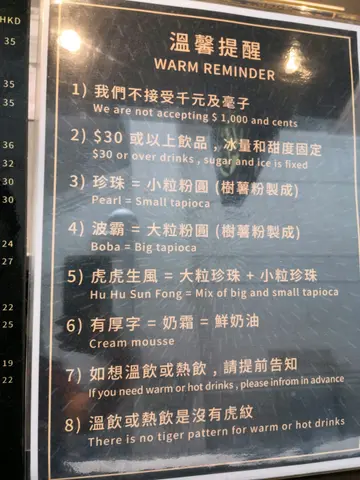 HKD
35
35
35
36
32
30
30
24
27
22
25
19
22
溫馨提醒
WARM REMINDER
1) 我們不接受千元及毫子
We are not accepting $ 1,000 and cents
2) $30 或以上飲品 , 冰量和甜度固定
$30 or over drinks , sugar and ice is fixed
3) 珍珠 = 小粒粉圓 (樹薯粉製成)
Pearl = Small tapioca
4) 波霸 = 大粒粉圓 (樹薯粉製成)
Boba = Big tapioca
5) 虎虎生風 = 大粒珍珠 + 小粒珍珠
Hu Hu Sun Fong = Mix of big and small tapioca
6) 有厚字 = 奶霜 = 鮮奶油
Cream mousse
7) 如想溫飲或熱飲 , 請提前告知
If you need warm or hot drinks , please infrom in advance
8) 溫飲或熱飲是沒有虎紋
There is no tiger pattern for warm or hot drinks